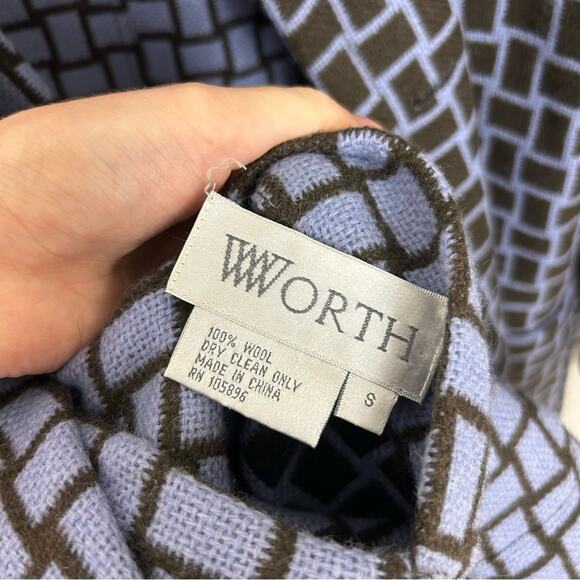 WORTH
100% WOOL
DRY CLEAN ONLY
MADE IN CHINA
RN 105896
S